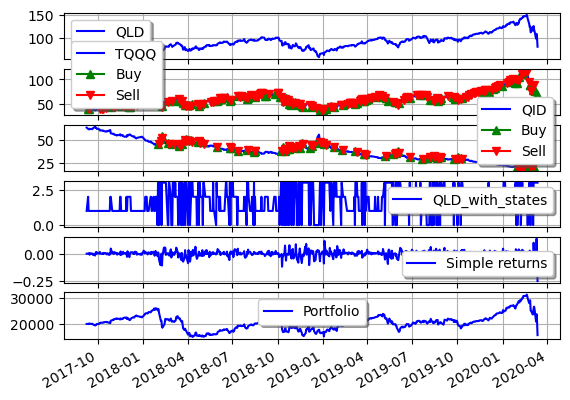 150
100
QLD
TQQQ
Buy
Sell
100
50
QID
Buy
Sell
50
25
2.5
0.0
QLD_with_states
0.00
−0.25
Simple returns
30000
20000
Portfolio
2017-10
2018-01
2018-04
2018-07
2018-10
2019-01
2019-04
2019-07
2019-10
2020-01
2020-04